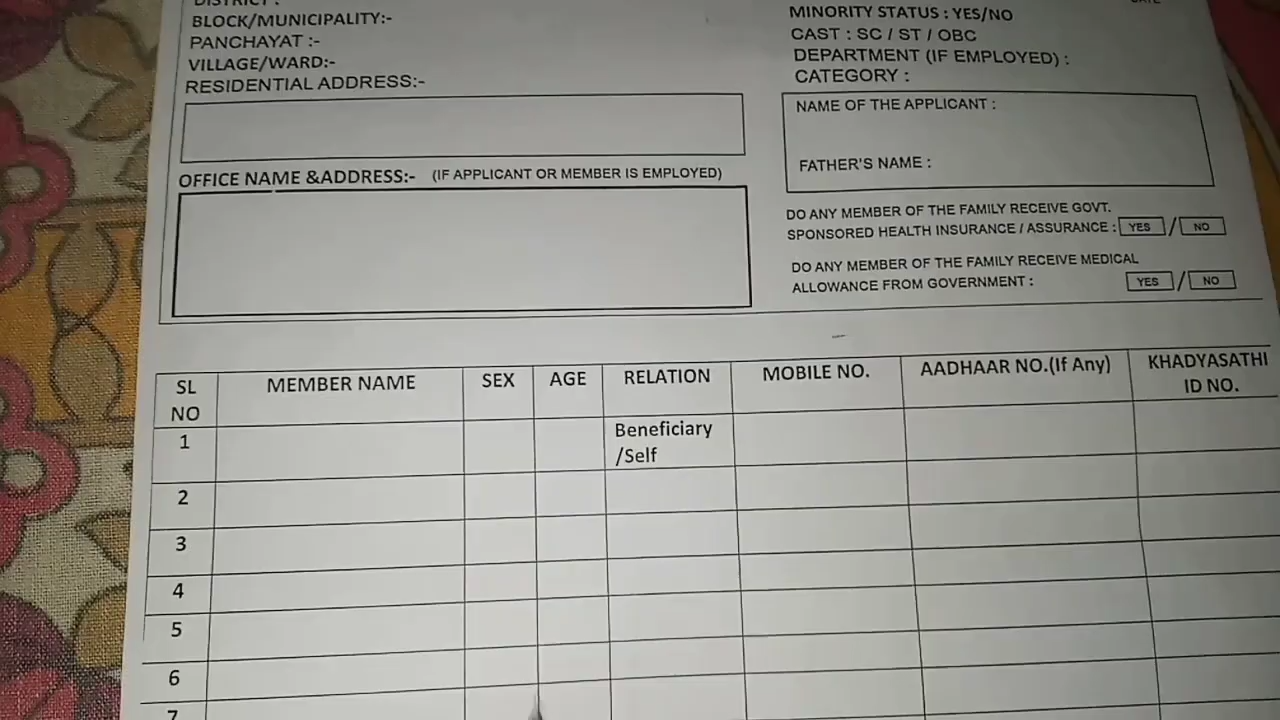 DISTRICT :
BLOCK/MUNICIPALITY:-
PANCHAYAT :-
VILLAGE/WARD:-
RESIDENTIAL ADDRESS:-
OFFICE NAME &ADDRESS:- (IF APPLICANT OR MEMBER IS EMPLOYED)
DATE
MINORITY STATUS : YES/NO
CAST : SC / ST / OBC
DEPARTMENT (IF EMPLOYED) :
CATEGORY :
NAME OF THE APPLICANT :
FATHER'S NAME :
DO ANY MEMBER OF THE FAMILY RECEIVE GOVT.
SPONSORED HEALTH INSURANCE / ASSURANCE : YES / NO
DO ANY MEMBER OF THE FAMILY RECEIVE MEDICAL
ALLOWANCE FROM GOVERNMENT : YES / NO
SL NO MEMBER NAME SEX AGE RELATION MOBILE NO. AADHAAR NO.(If Any) KHADYASATHI ID NO.
1 Beneficiary /Self
2
3
4
5
6
7